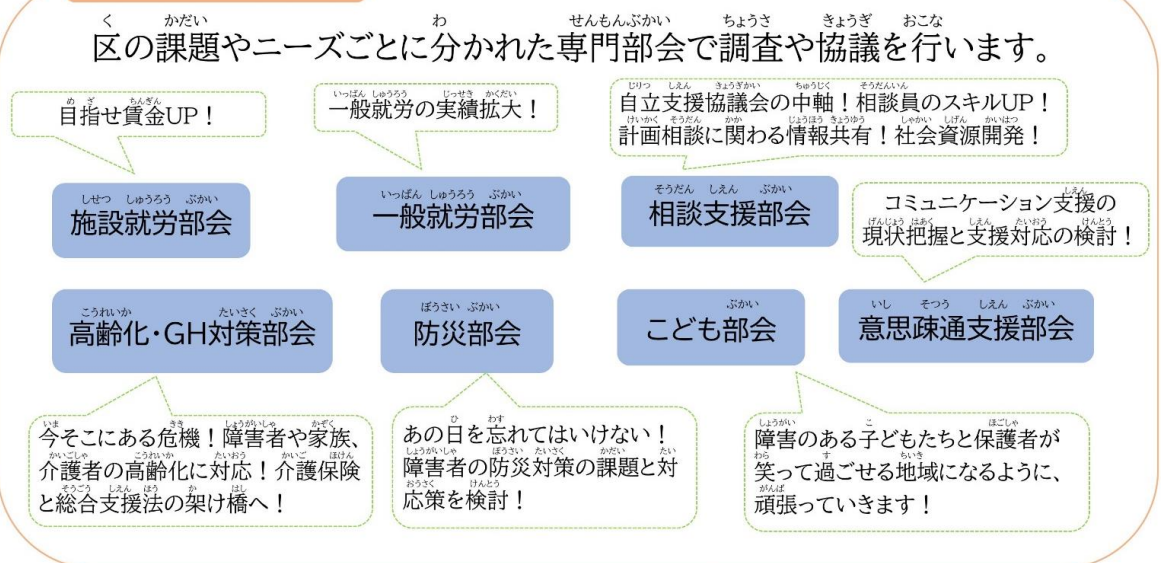 区の課題やニーズごとに分かれた専門部会で調査や協議を行います。
目指せ賃金UP！
一般就労の実績拡大！
自立支援協議会の中軸！相談員のスキルUP！
計画相談に関わる情報共有！社会資源開発！
施設就労部会
一般就労部会
相談支援部会
コミュニケーション支援の
現状把握と支援対応の検討！
高齢化・GH対策部会
防災部会
こども部会
意思疎通支援部会
今そこにある危機！障害者や家族、
介護者の高齢化に対応！介護保険
と総合支援法の架け橋へ！
あの日を忘れてはいけない！
障害者の防災対策の課題と対
応策を検討！
障害のある子どもたちと保護者が
笑って過ごせる地域になるように、
頑張っていきます！